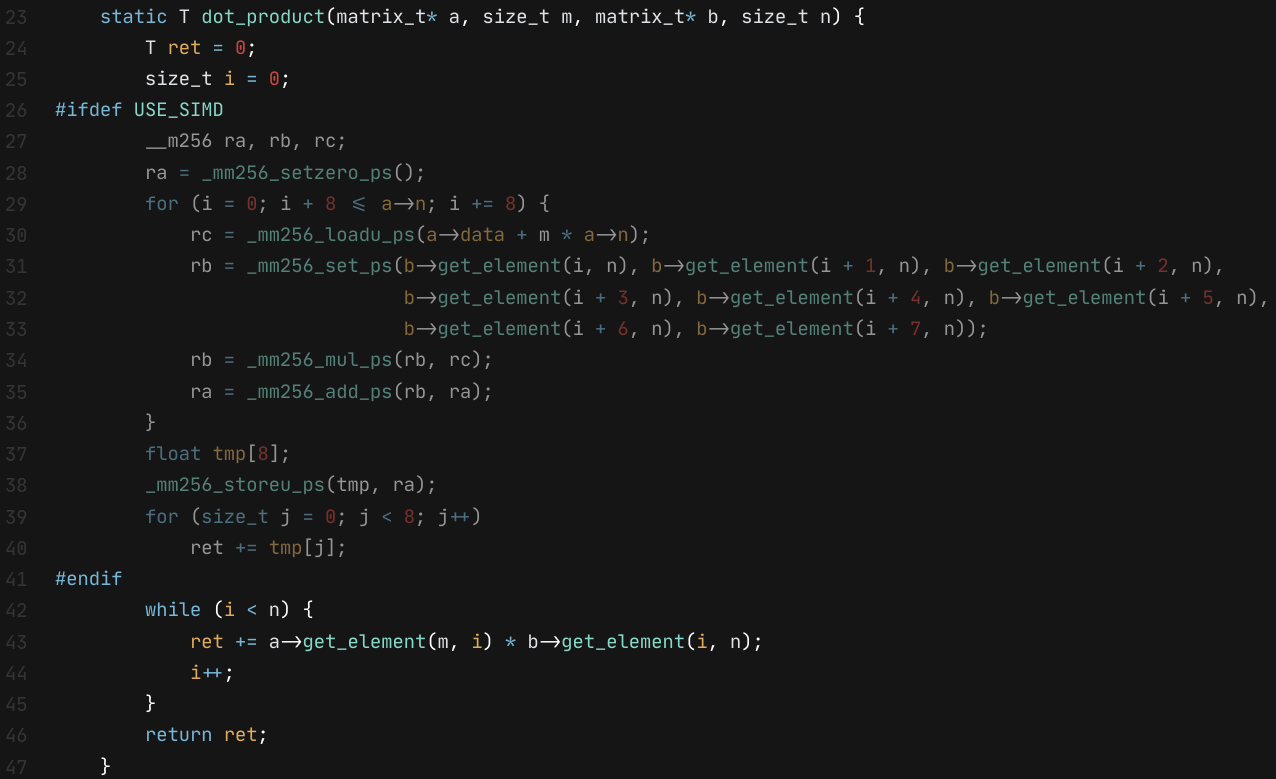 23 static T dot_product(matrix_t* a, size_t m, matrix_t* b, size_t n) {
24 T ret = 0;
25 size_t i = 0;
26 #ifdef USE_SIMD
27 __m256 ra, rb, rc;
28 ra = _mm256_setzero_ps();
29 for (i = 0; i + 8 <= a->n; i += 8) {
30 rc = _mm256_loadu_ps(a->data + m * a->n);
31 rb = _mm256_set_ps(b->get_element(i, n), b->get_element(i + 1, n), b->get_element(i + 2, n),
32 b->get_element(i + 3, n), b->get_element(i + 4, n), b->get_element(i + 5, n),
33 b->get_element(i + 6, n), b->get_element(i + 7, n));
34 rb = _mm256_mul_ps(rb, rc);
35 ra = _mm256_add_ps(rb, ra);
36 }
37 float tmp[8];
38 _mm256_storeu_ps(tmp, ra);
39 for (size_t j = 0; j < 8; j++)
40 ret += tmp[j];
41 #endif
42 while (i < n) {
43 ret += a->get_element(m, i) * b->get_element(i, n);
44 i++;
45 }
46 return ret;
47 }